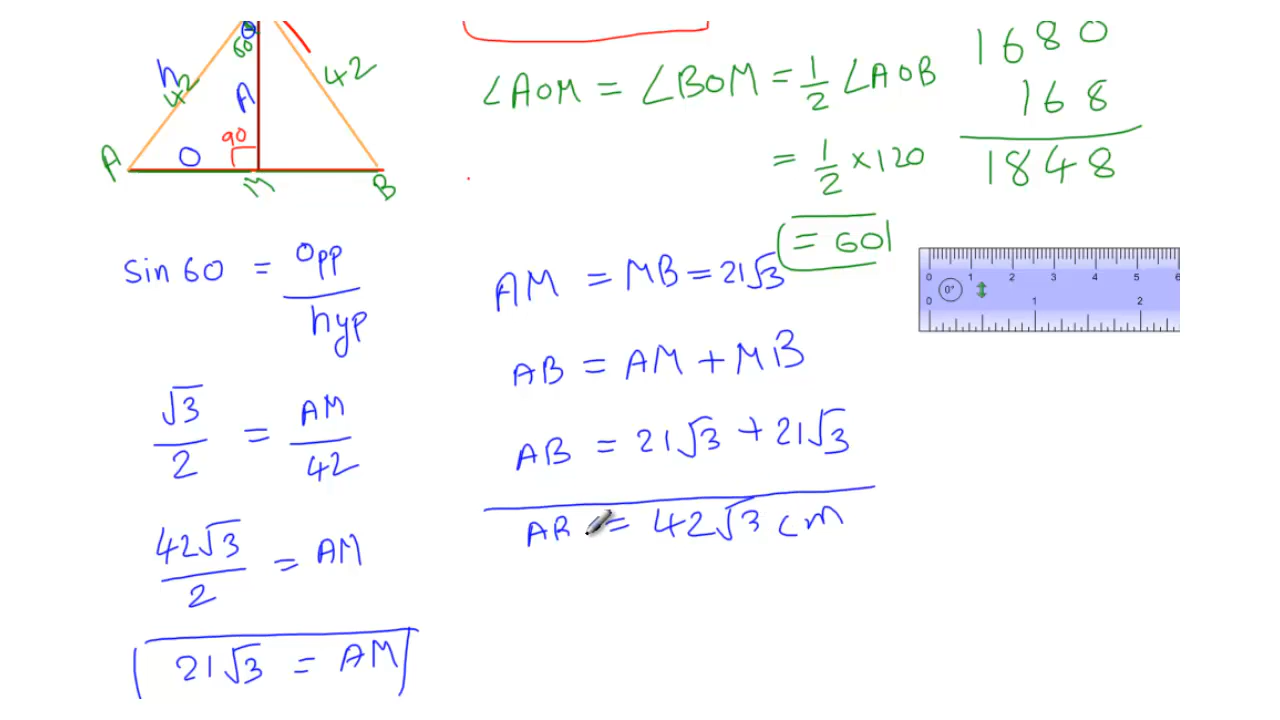 θ
60
h
42
42
A
90
O
A
M
B
∠AOM = ∠BOM = 1/2 ∠AOB
= 1/2 × 120
= 60
1680
168
1848
sin 60 = Opp/hyp
√3/2 = AM/42
42√3/2 = AM
21√3 = AM
AM = MB = 21√3
AB = AM + MB
AB = 21√3 + 21√3
AB = 42√3 cm
0 1 2 3 4 5 6
0°
0 1 2